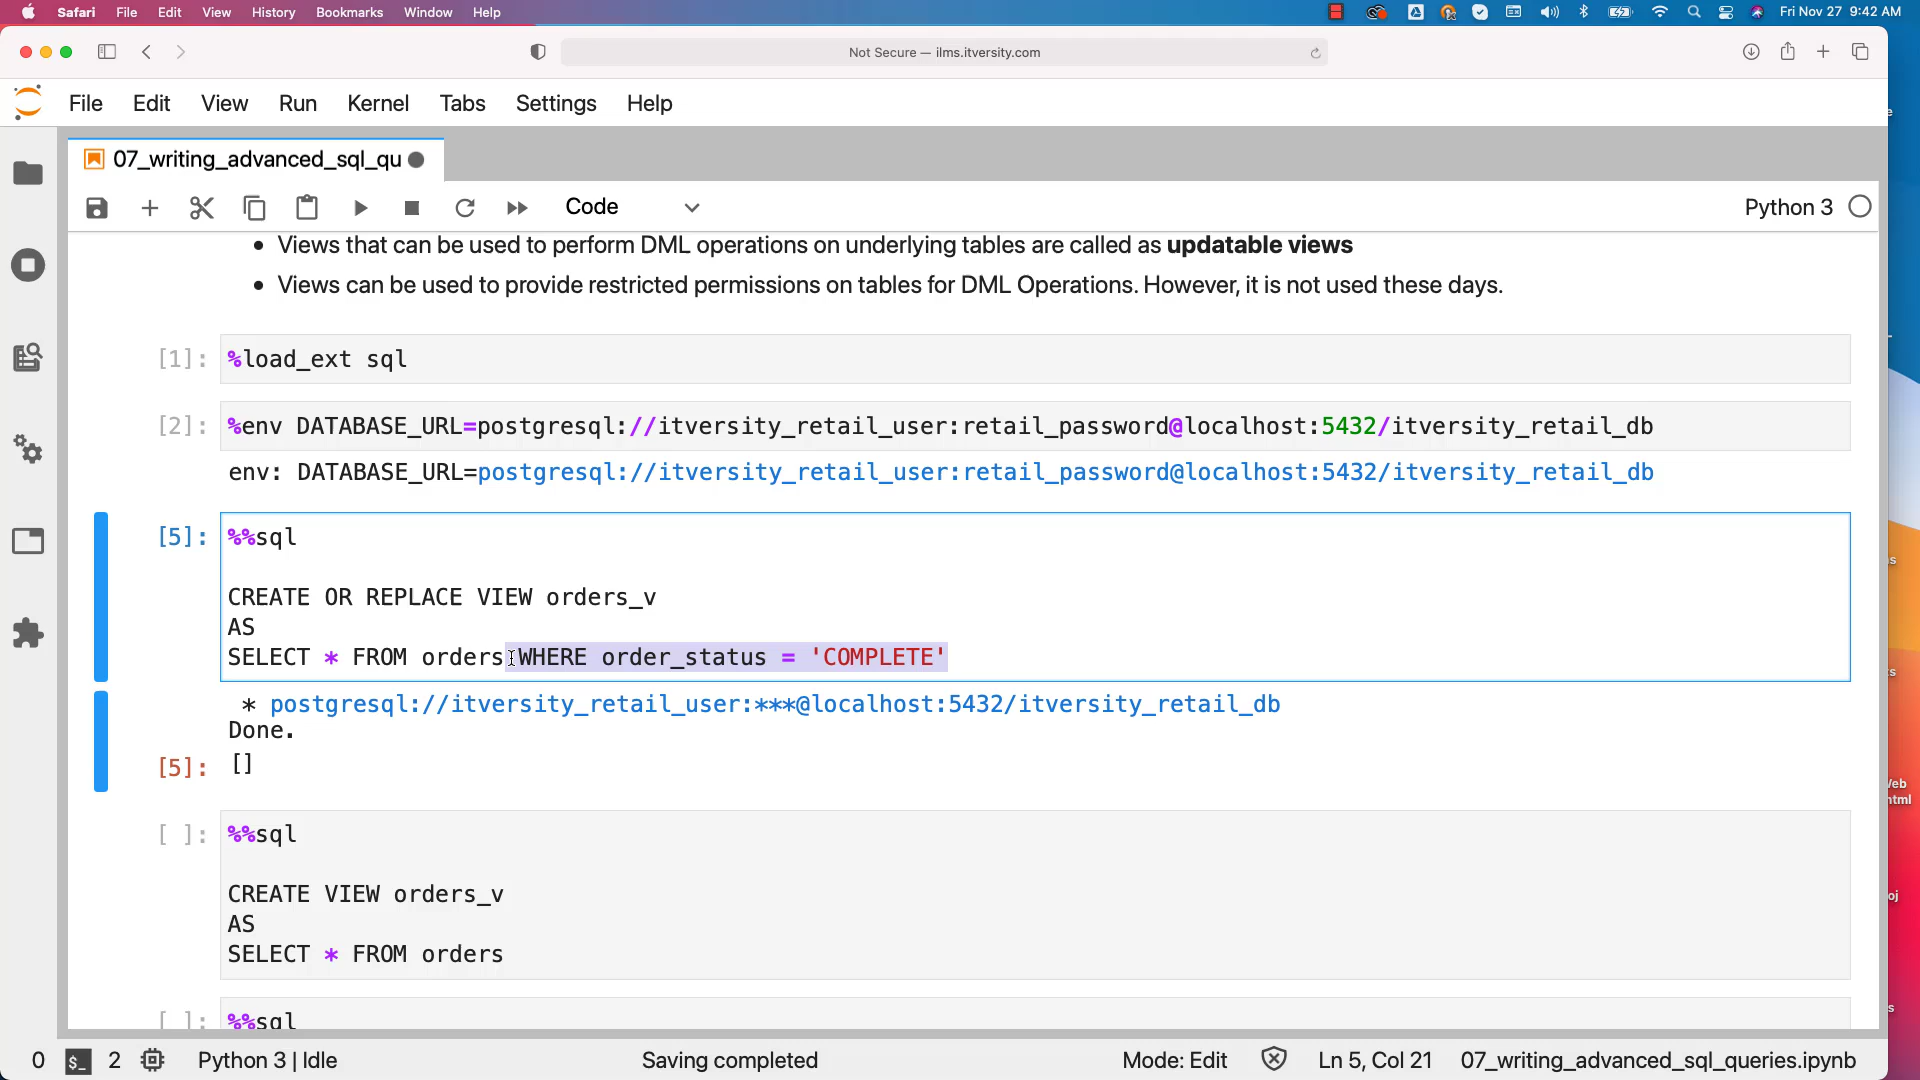 Safari File Edit View History Bookmarks Window Help Fri Nov 27 9:42 AM
Not Secure — ilms.itversity.com
File Edit View Run Kernel Tabs Settings Help
07_writing_advanced_sql_qu
Code Python 3
Views that can be used to perform DML operations on underlying tables are called as updatable views
Views can be used to provide restricted permissions on tables for DML Operations. However, it is not used these days.
[1]: %load_ext sql
[2]: %env DATABASE_URL=postgresql://itversity_retail_user:retail_password@localhost:5432/itversity_retail_db
env: DATABASE_URL=postgresql://itversity_retail_user:retail_password@localhost:5432/itversity_retail_db
[5]: %%sql
CREATE OR REPLACE VIEW orders_v
AS
SELECT * FROM orders WHERE order_status = 'COMPLETE'
* postgresql://itversity_retail_user:***@localhost:5432/itversity_retail_db
Done.
[5]: []
[ ]: %%sql
CREATE VIEW orders_v
AS
SELECT * FROM orders
[ ]: %%sql
0 $_ 2 Python 3 | Idle Saving completed Mode: Edit Ln 5, Col 21 07_writing_advanced_sql_queries.ipynb